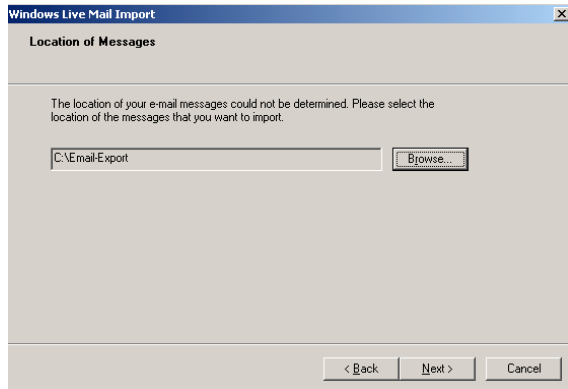 Windows Live Mail Import
Location of Messages
The location of your e-mail messages could not be determined. Please select the
location of the messages that you want to import.
C:\Email-Export
Browse...
< Back
Next >
Cancel